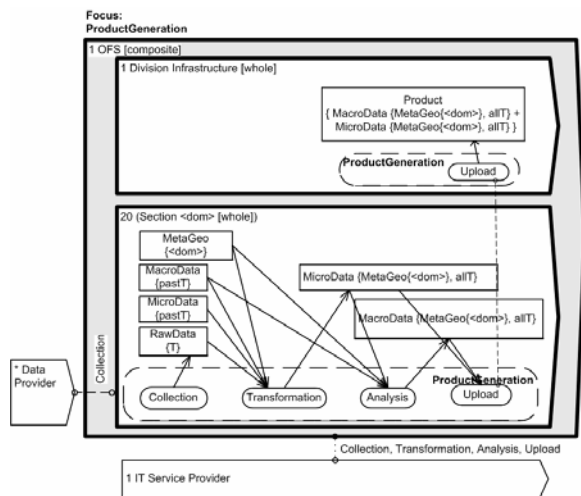 Focus:
ProductGeneration
1 OFS [composite]
1 Division Infrastructure [whole]
Product
{ MacroData {MetaGeo{<dom>}, allT} +
MicroData {MetaGeo{<dom>}, allT} }
ProductGeneration
Upload
20 (Section <dom> [whole])
MetaGeo
{<dom>}
MacroData
{pastT}
MicroData
{pastT}
RawData
{T}
MicroData {MetaGeo{<dom>}, allT}
MacroData {MetaGeo{<dom>}, allT}
ProductGeneration
Collection
Transformation
Analysis
Upload
* Data
Provider
Collection
Collection, Transformation, Analysis, Upload
1 IT Service Provider